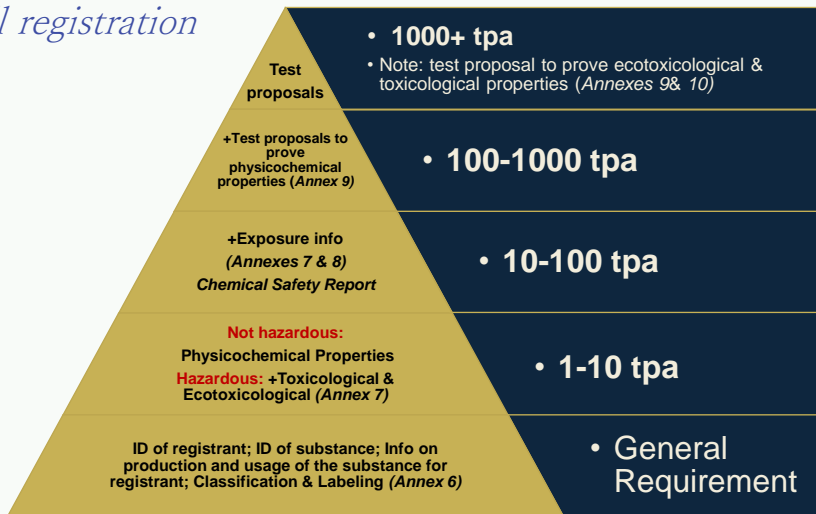 l registration
Test
proposals
• 1000+ tpa
• Note: test proposal to prove ecotoxicological &
toxicological properties (Annexes 9& 10)
+Test proposals to
prove
physicochemical
properties (Annex 9)
• 100-1000 tpa
+Exposure info
(Annexes 7 & 8)
Chemical Safety Report
• 10-100 tpa
Not hazardous:
Physicochemical Properties
Hazardous: +Toxicological &
Ecotoxicological (Annex 7)
• 1-10 tpa
ID of registrant; ID of substance; Info on
production and usage of the substance for
registrant; Classification & Labeling (Annex 6)
• General
Requirement